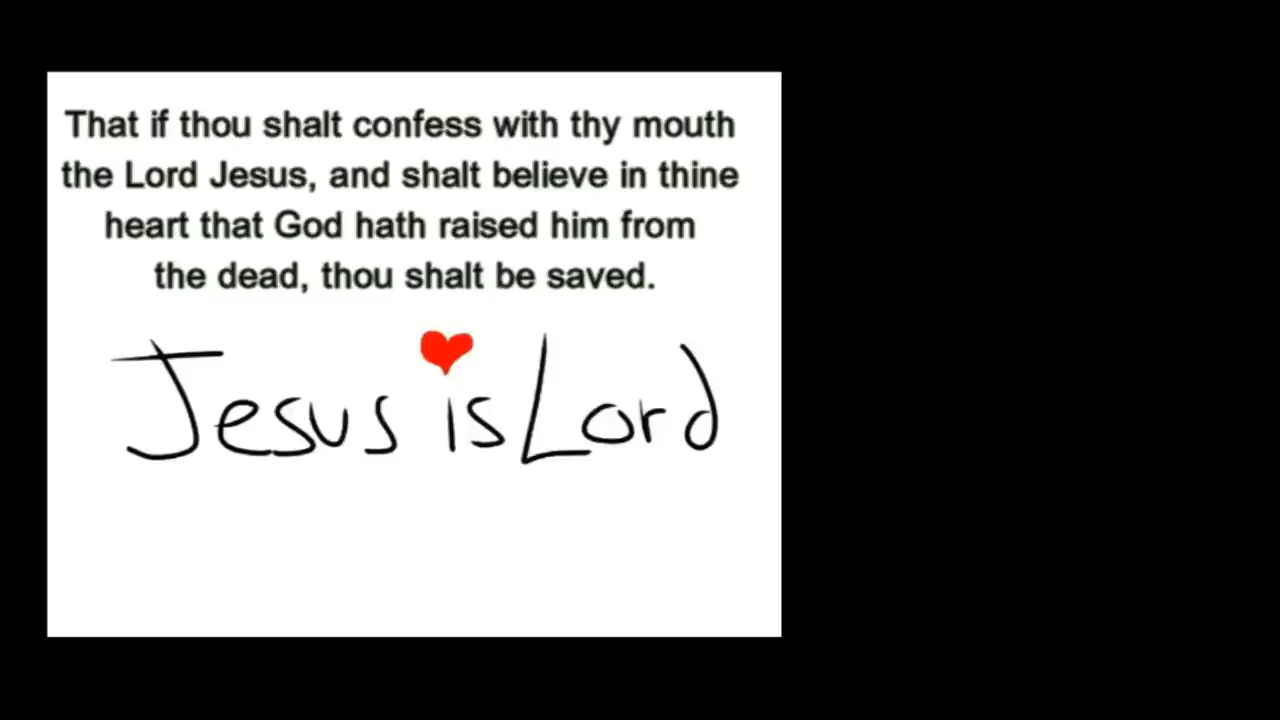 That if thou shalt confess with thy mouth
the Lord Jesus, and shalt believe in thine
heart that God hath raised him from
the dead, thou shalt be saved.
Jesus is Lord